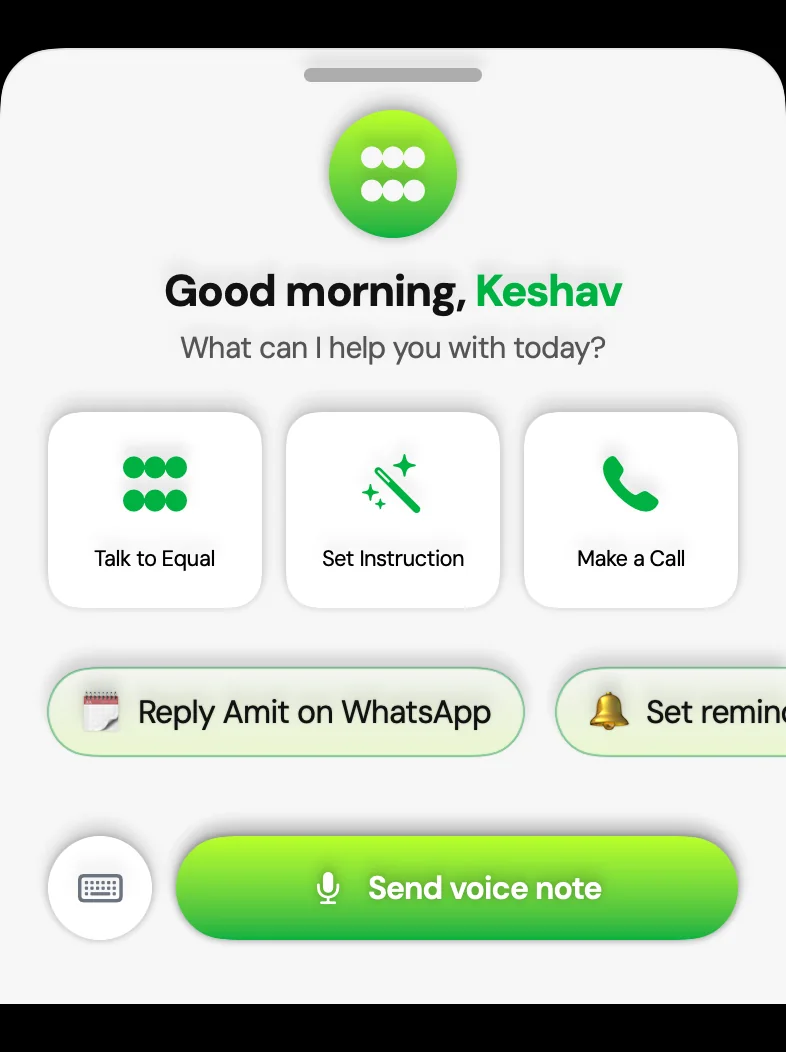 Good morning, Keshav
What can I help you with today?
Talk to Equal
Set Instruction
Make a Call
Reply Amit on WhatsApp
Set
Send voice note